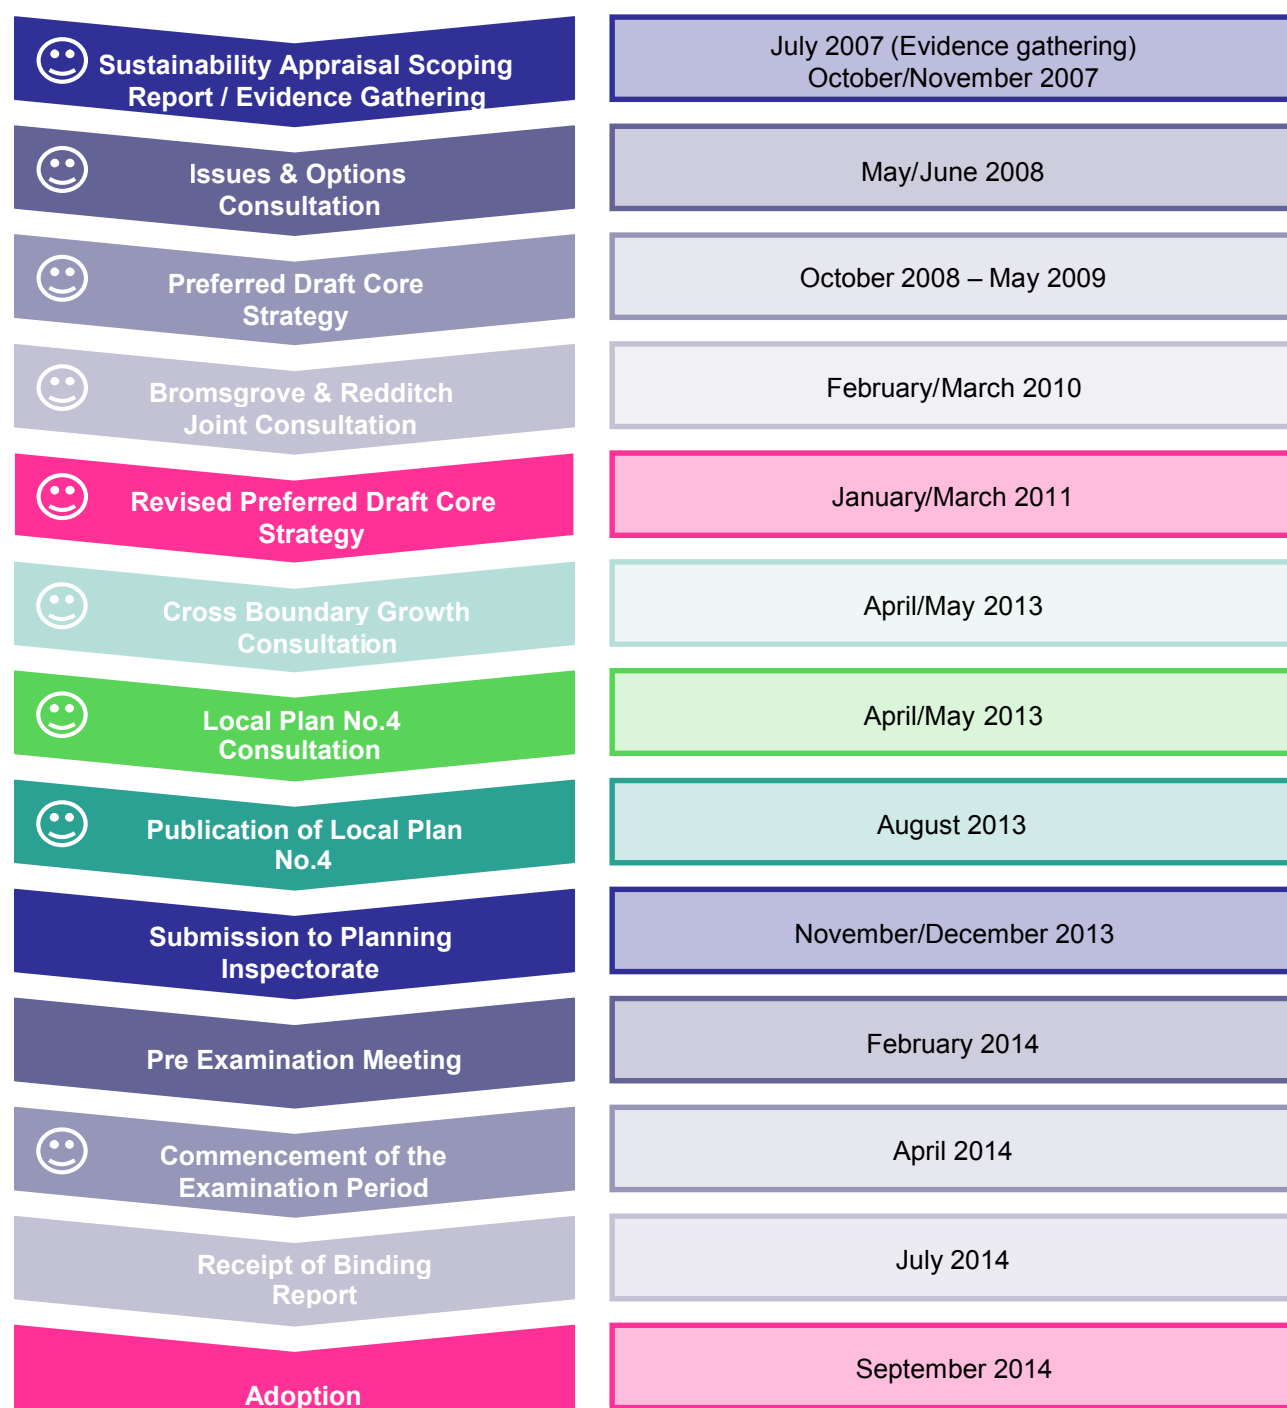 Sustainability Appraisal Scoping
Report / Evidence Gathering
July 2007 (Evidence gathering)
October/November 2007
Issues & Options
Consultation
May/June 2008
Preferred Draft Core
Strategy
October 2008 – May 2009
Bromsgrove & Redditch
Joint Consultation
February/March 2010
Revised Preferred Draft Core
Strategy
January/March 2011
Cross Boundary Growth
Consultation
April/May 2013
Local Plan No.4
Consultation
April/May 2013
Publication of Local Plan
No.4
August 2013
Submission to Planning
Inspectorate
November/December 2013
Pre Examination Meeting
February 2014
Commencement of the
Examination Period
April 2014
Receipt of Binding
Report
July 2014
Adoption
September 2014